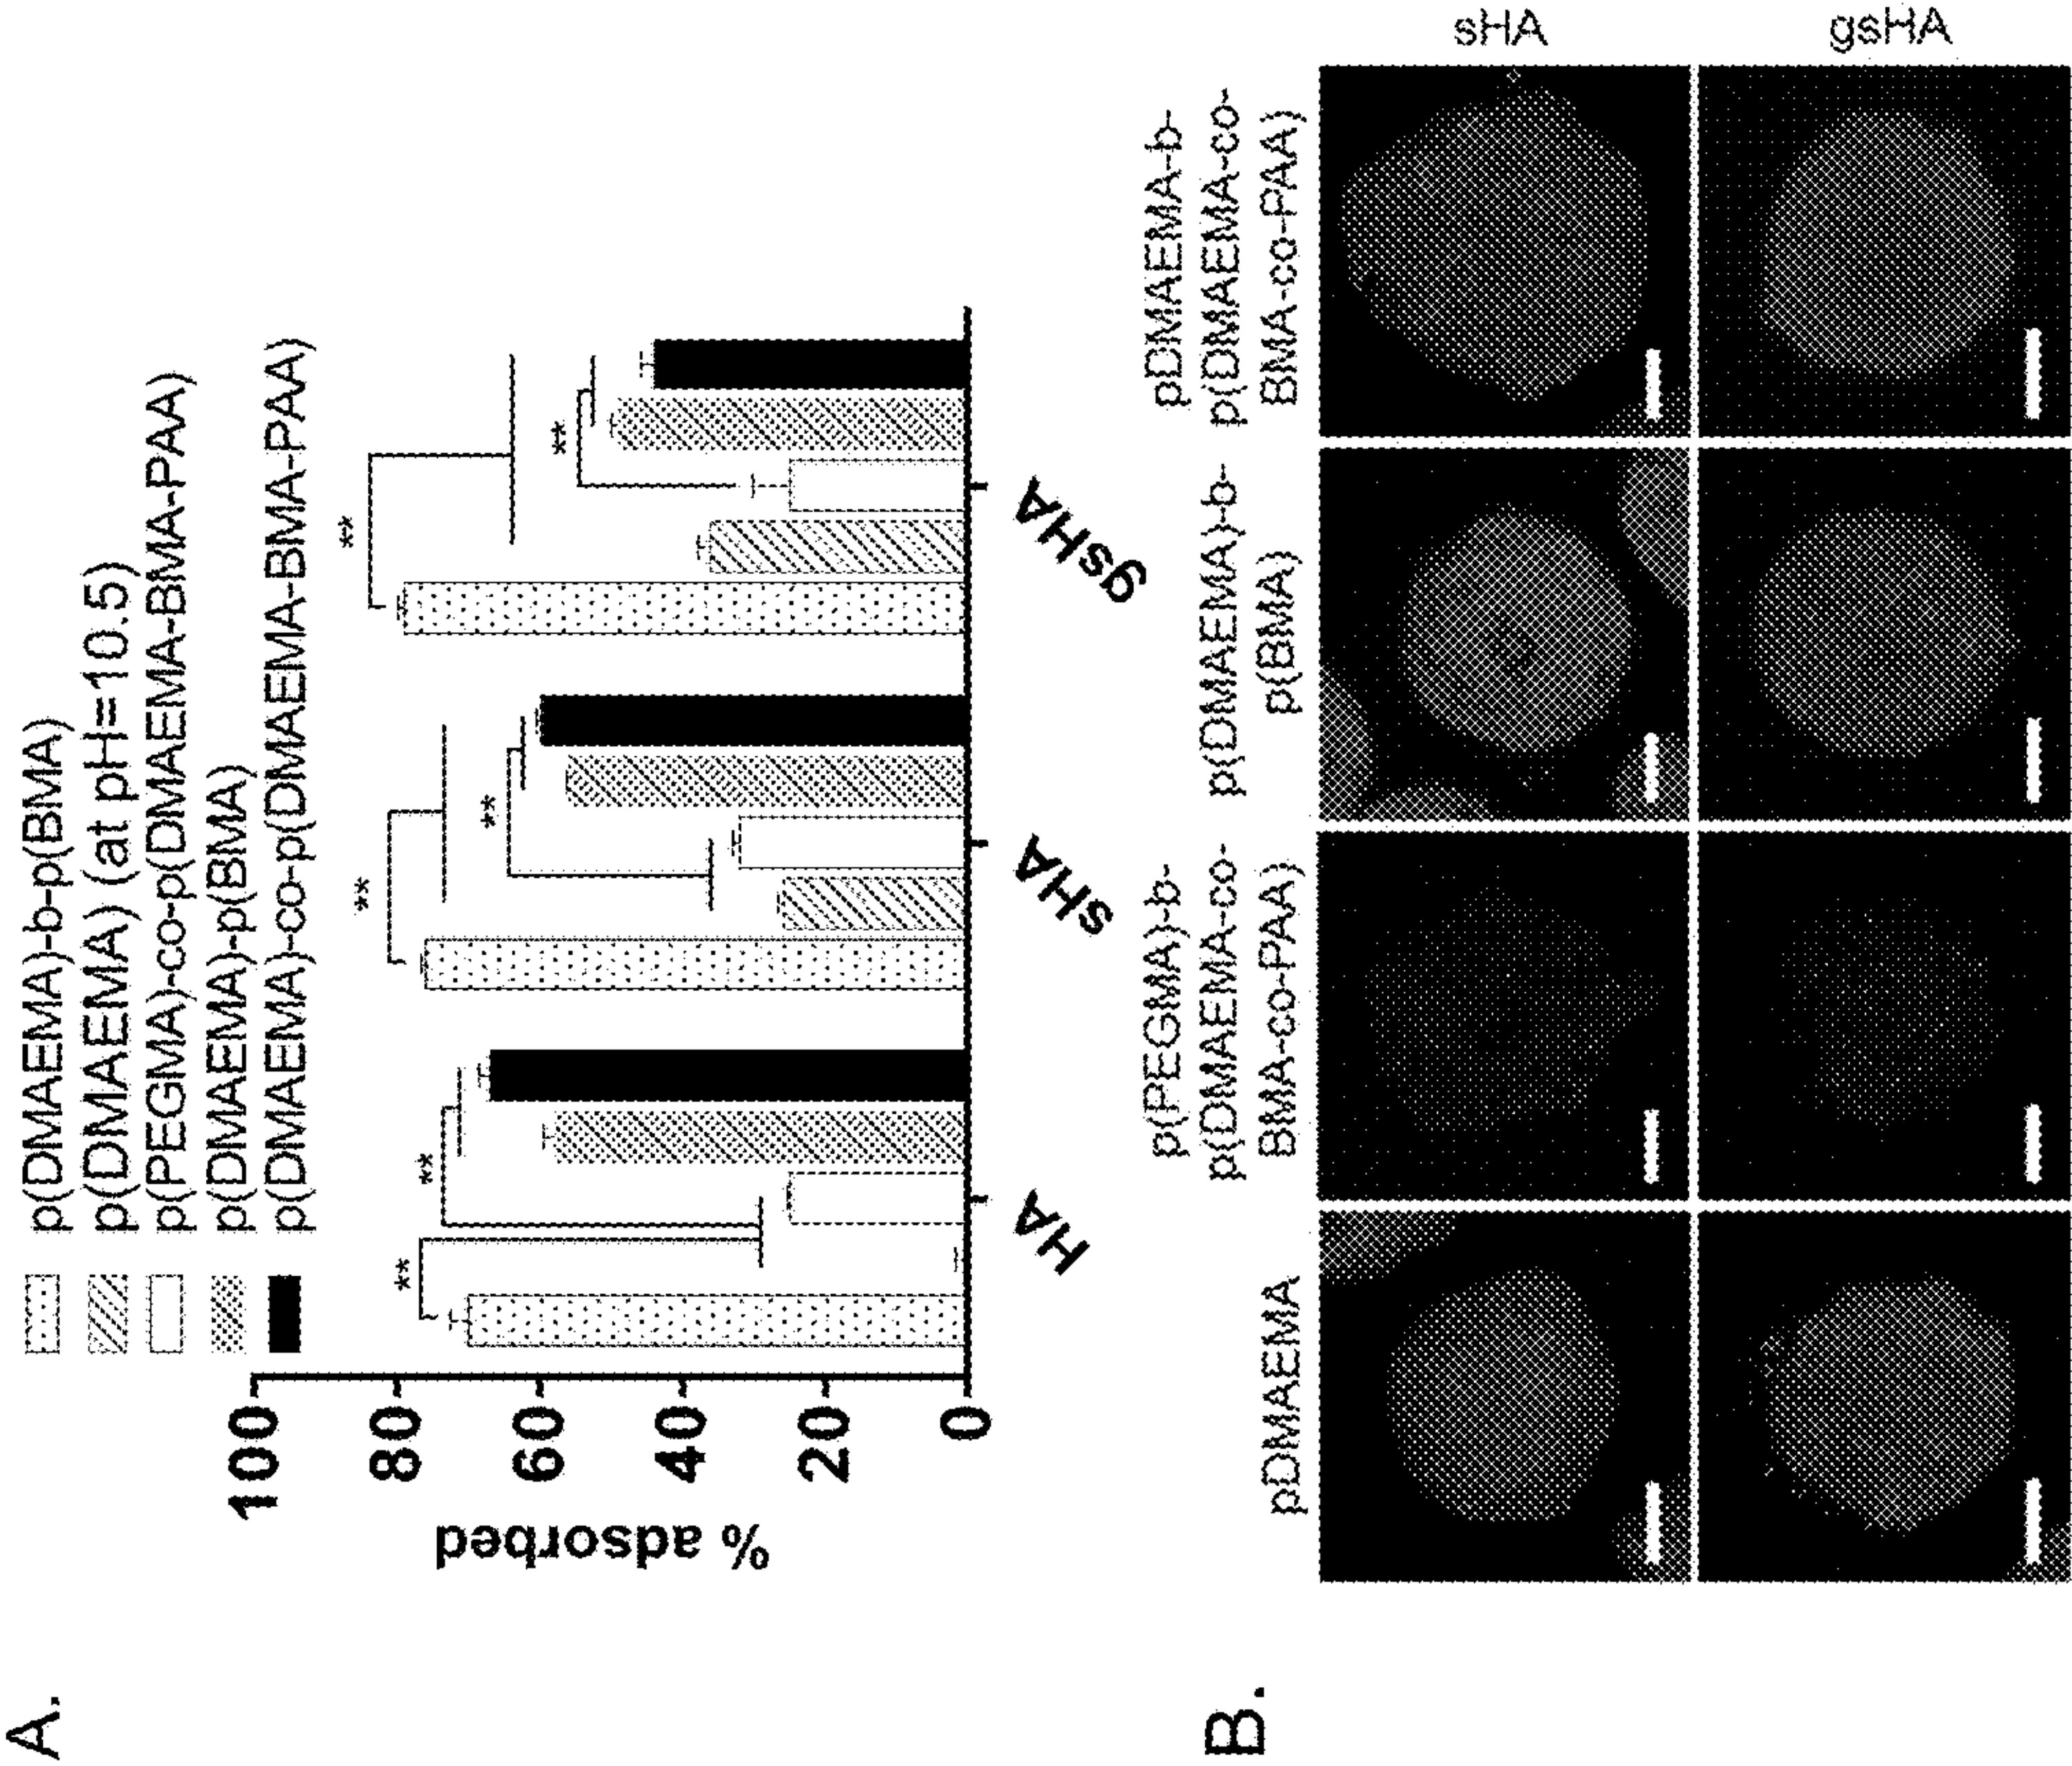 A.
p(DMAEMA)-b-p(BMA)
p(DMAEMA) (at pH=10.5)
p(PEGMA)-co-p(DMAEMA-BMA-PAA)
p(DMAEMA)-p(BMA)
p(DMAEMA)-co-p(DMAEMA-BMA-PAA)
% adsorbed
100
80
60
40
20
0
**
**
**
**
**
**
HA
sHA
gsHA
B.
pDMAEMA
p(PEGMA)-b-
p(DMAEMA-co-
BMA-co-PAA)
p(DMAEMA)-b-
p(BMA)
pDMAEMA-b-
p(DMAEMA-co-
BMA-co-PAA)
sHA
gsHA